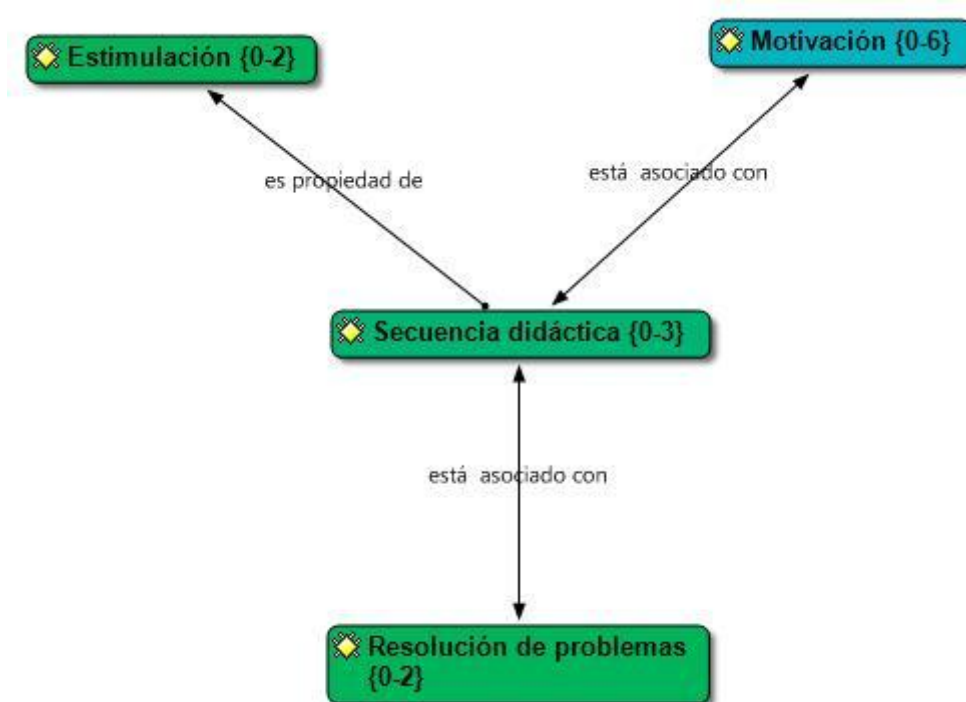 Estimulación {0-2}
Motivación {0-6}
es propiedad de
está asociado con
Secuencia didáctica {0-3}
está asociado con
Resolución de problemas
{0-2}